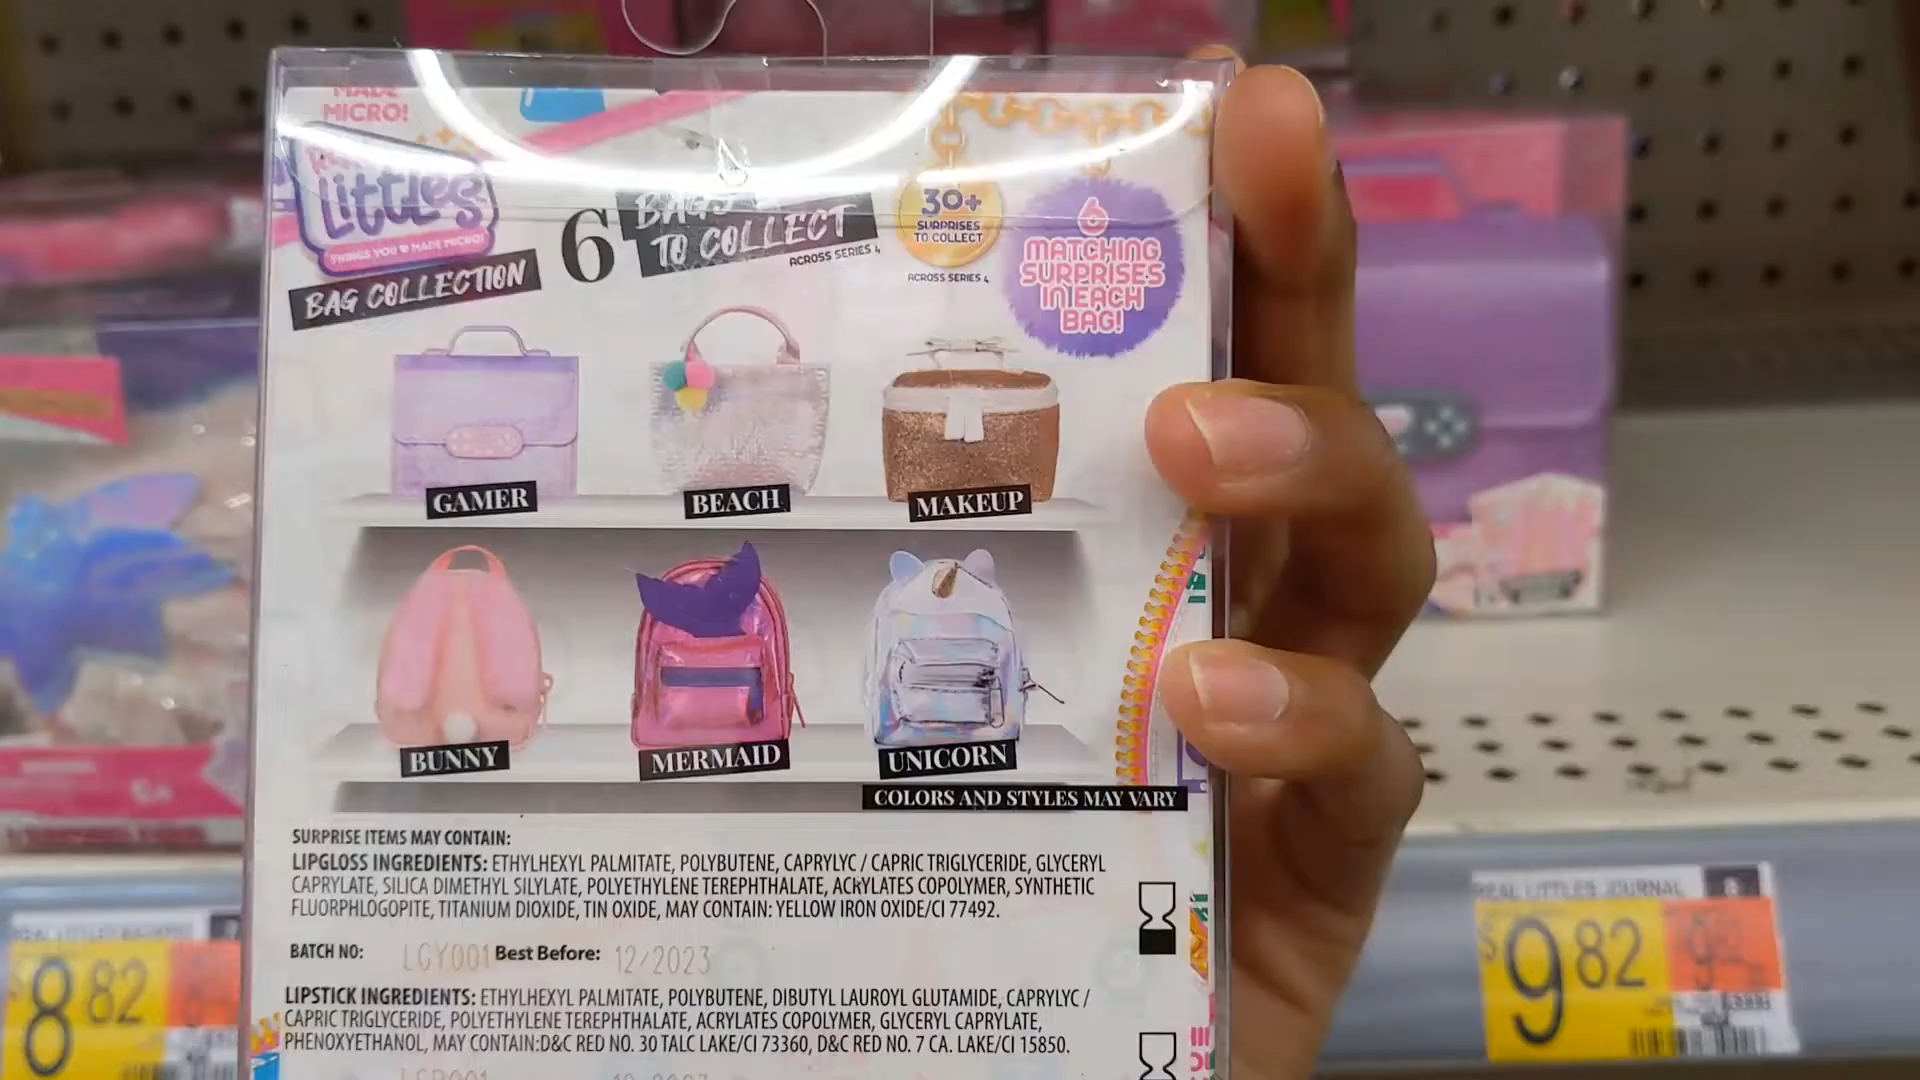 MADE
MICRO!
Littles
THINGS YOU ♥ MADE MICRO!
BAG COLLECTION
6 BAGS
TO COLLECT
ACROSS SERIES 4
30+
SURPRISES
TO COLLECT
ACROSS SERIES 4
6
MATCHING
SURPRISES
IN EACH
BAG!
GAMER
BEACH
MAKEUP
BUNNY
MERMAID
UNICORN
COLORS AND STYLES MAY VARY
SURPRISE ITEMS MAY CONTAIN:
LIPGLOSS INGREDIENTS: ETHYLHEXYL PALMITATE, POLYBUTENE, CAPRYLYC / CAPRIC TRIGLYCERIDE, GLYCERYL
CAPRYLATE, SILICA DIMETHYL SILYLATE, POLYETHYLENE TEREPHTHALATE, ACRYLATES COPOLYMER, SYNTHETIC
FLUORPHLOGOPITE, TITANIUM DIOXIDE, TIN OXIDE, MAY CONTAIN: YELLOW IRON OXIDE/CI 77492.
BATCH NO: LGY001 Best Before: 12/2023
LIPSTICK INGREDIENTS: ETHYLHEXYL PALMITATE, POLYBUTENE, DIBUTYL LAUROYL GLUTAMIDE, CAPRYLYC /
CAPRIC TRIGLYCERIDE, POLYETHYLENE TEREPHTHALATE, ACRYLATES COPOLYMER, GLYCERYL CAPRYLATE,
PHENOXYETHANOL, MAY CONTAIN:D&C RED NO. 30 TALC LAKE/CI 73360, D&C RED NO. 7 CA. LAKE/CI 15850.
8 82
REAL LITTLES JOURNAL
$9 82